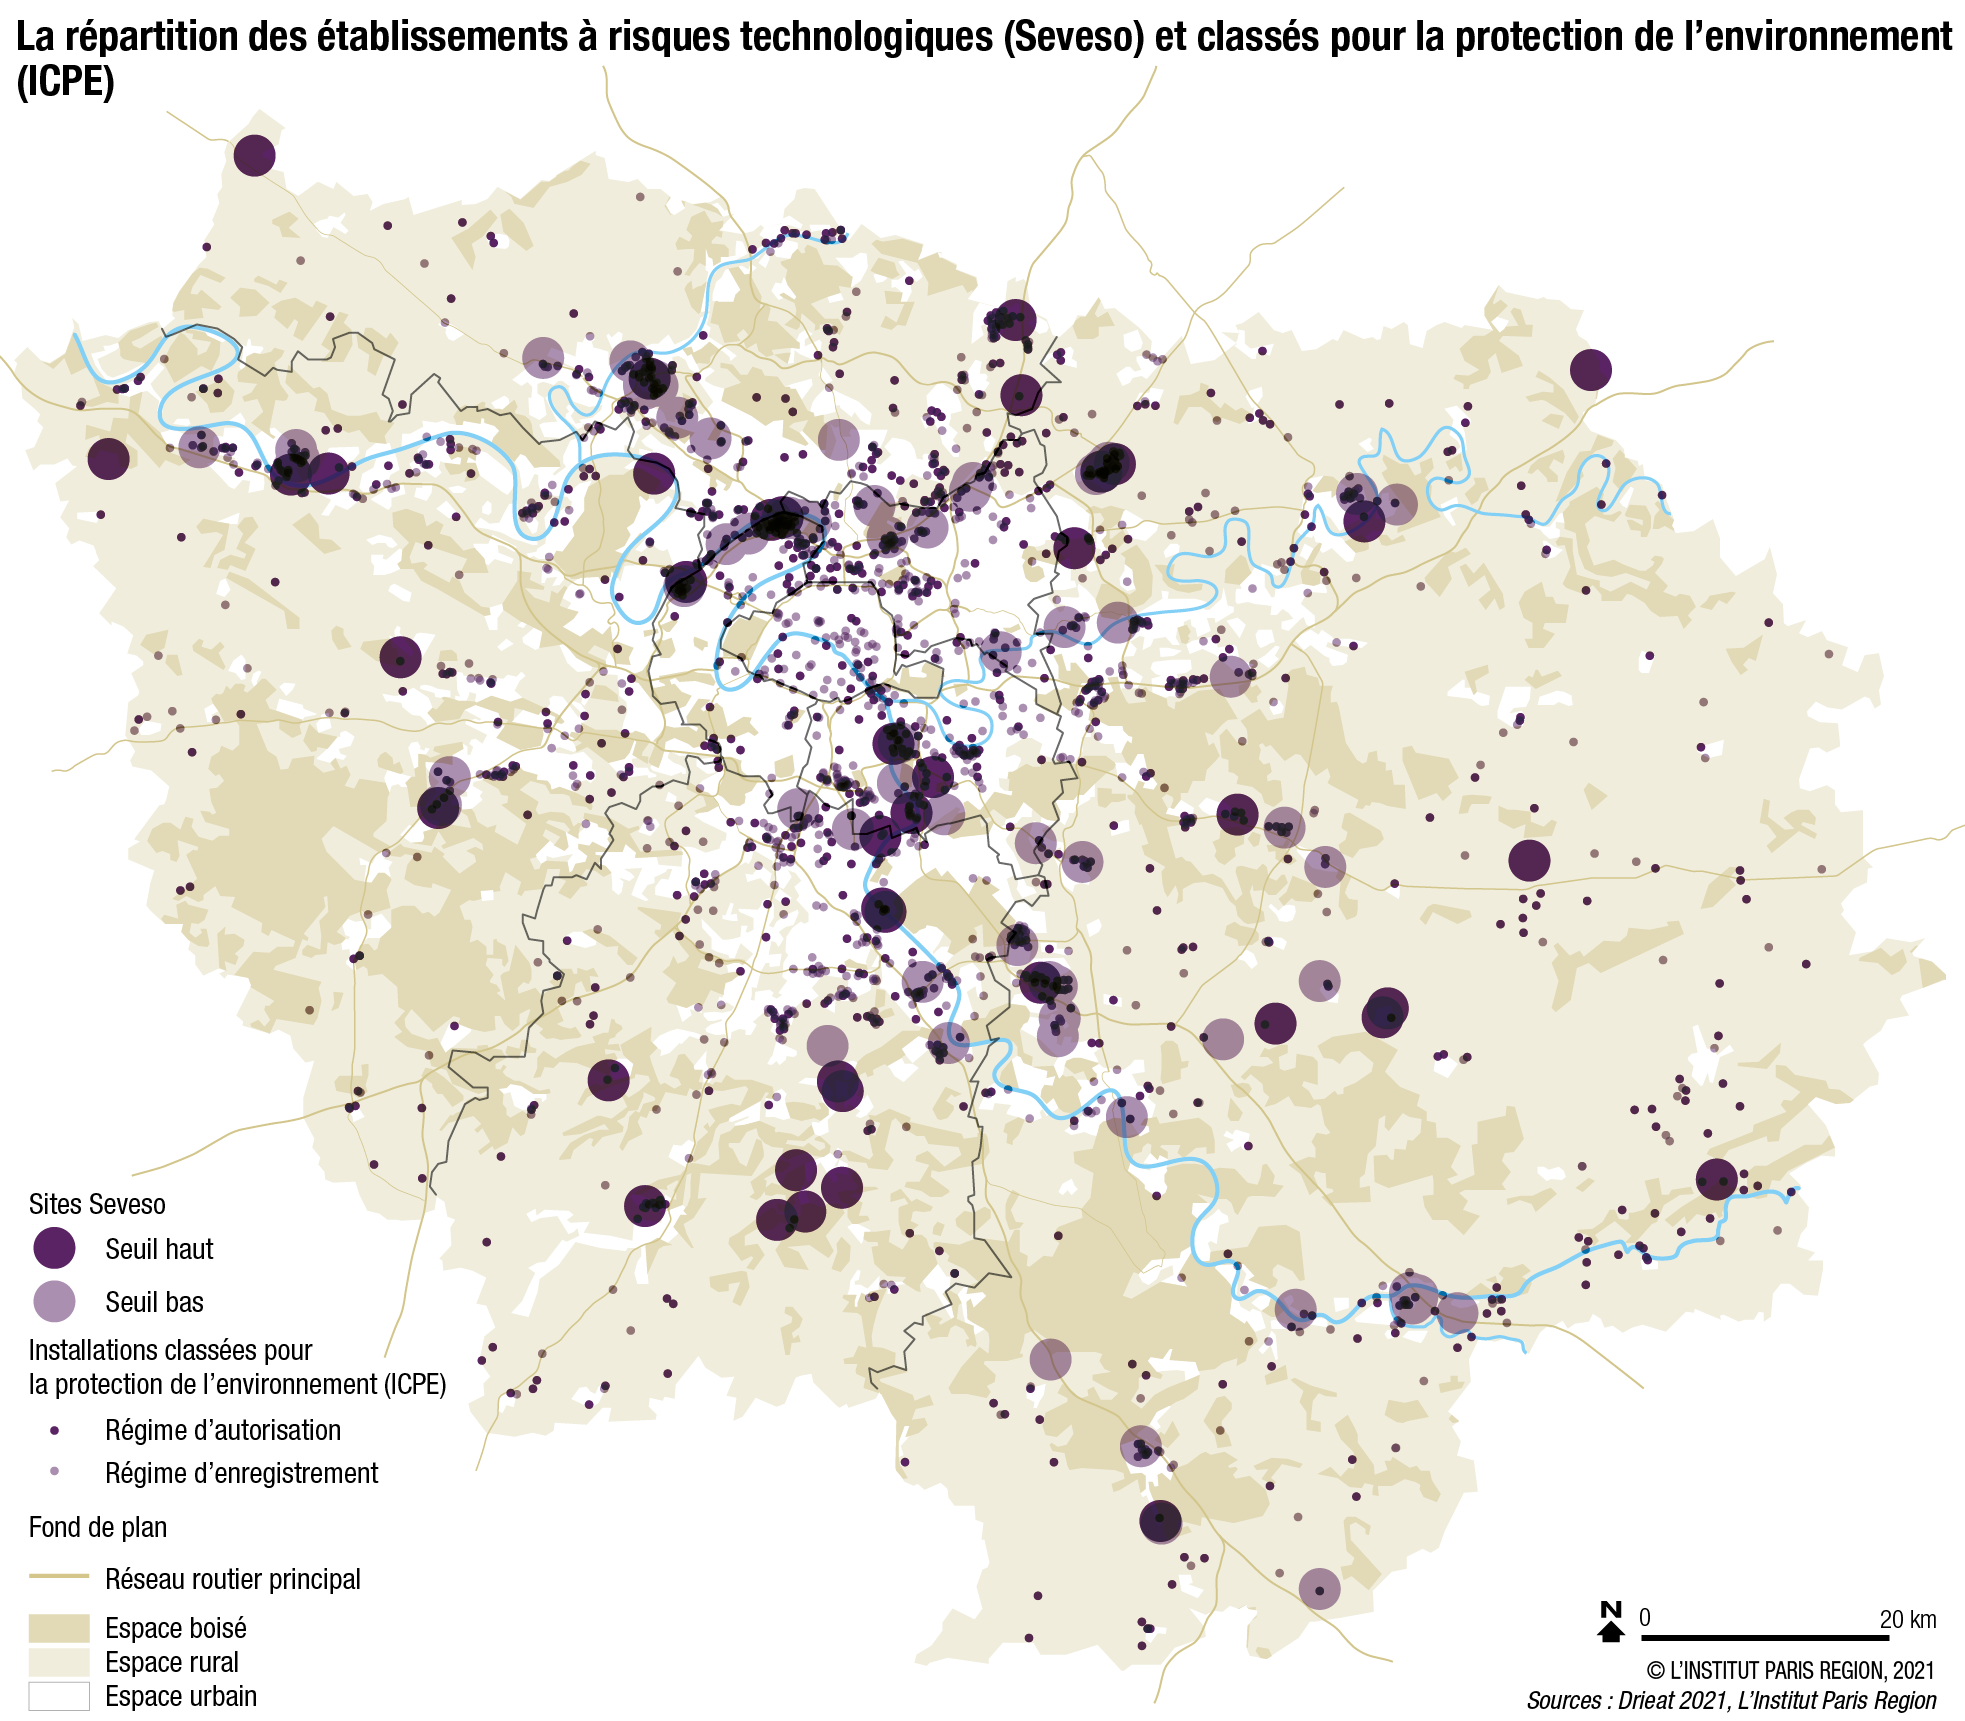 La répartition des établissements à risques technologiques (Seveso) et classés pour la protection de l’environnement
(ICPE)
Sites Seveso
Seuil haut
Seuil bas
Installations classées pour
la protection de l’environnement (ICPE)
Régime d’autorisation
Régime d’enregistrement
Fond de plan
Réseau routier principal
Espace boisé
Espace rural
Espace urbain
N
0
20 km
© L’INSTITUT PARIS REGION, 2021
Sources : Drieat 2021, L’Institut Paris Region